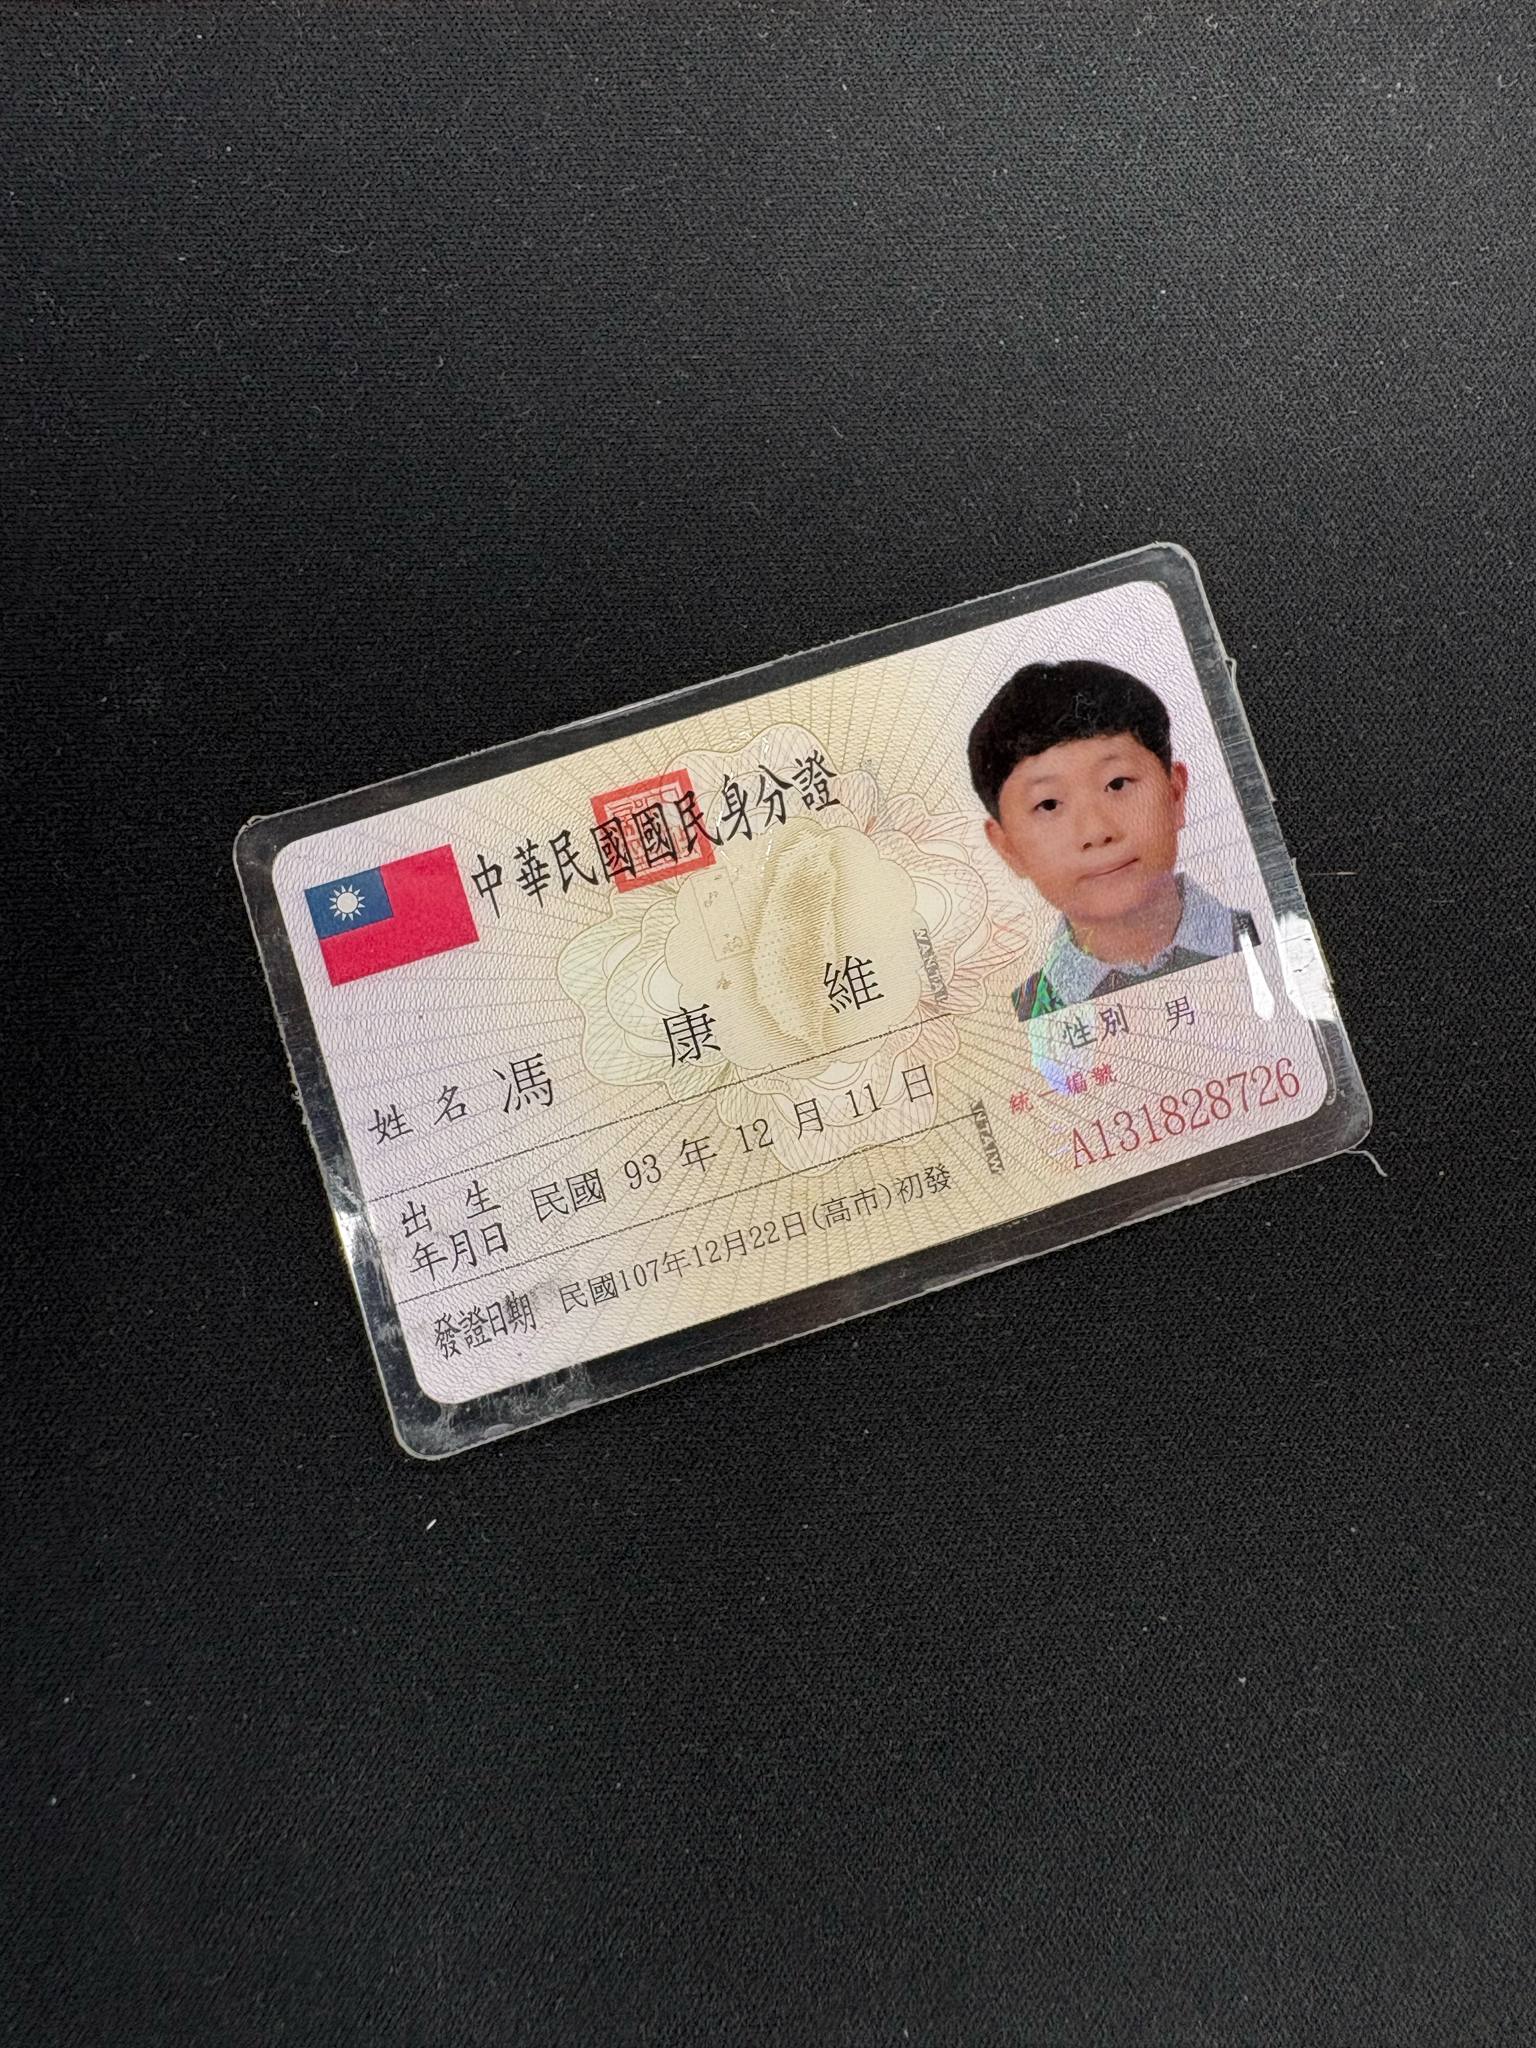 中華民國國民身分證
姓名 馮康維
出生年月日 民國 93 年 12 月 11 日
發證日期 民國107年12月22日(高市)初發
性別 男
統一編號
A131828726